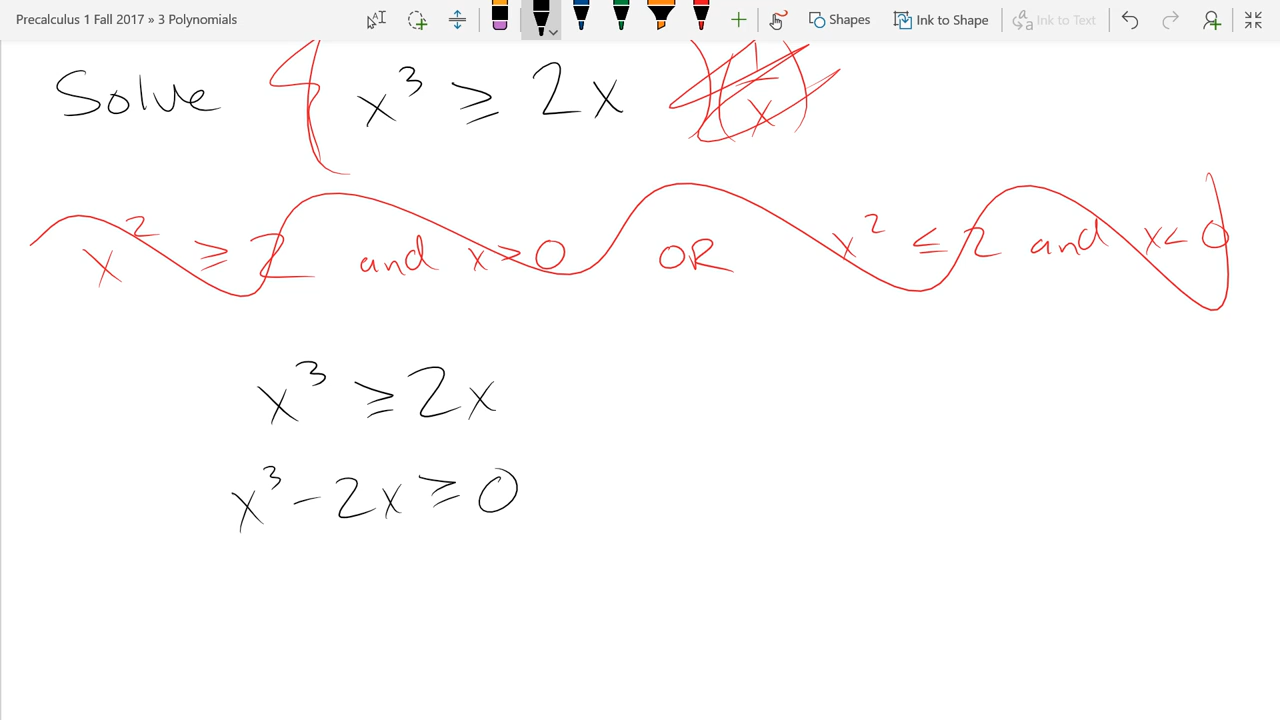 Precalculus 1 Fall 2017 » 3 Polynomials Shapes Ink to Shape Ink to Text
Solve { x³ ≥ 2x )(1/x)
x² ≥ 2 and x > 0 OR x² ≤ 2 and x < 0
x³ ≥ 2x
x³ - 2x ≥ 0